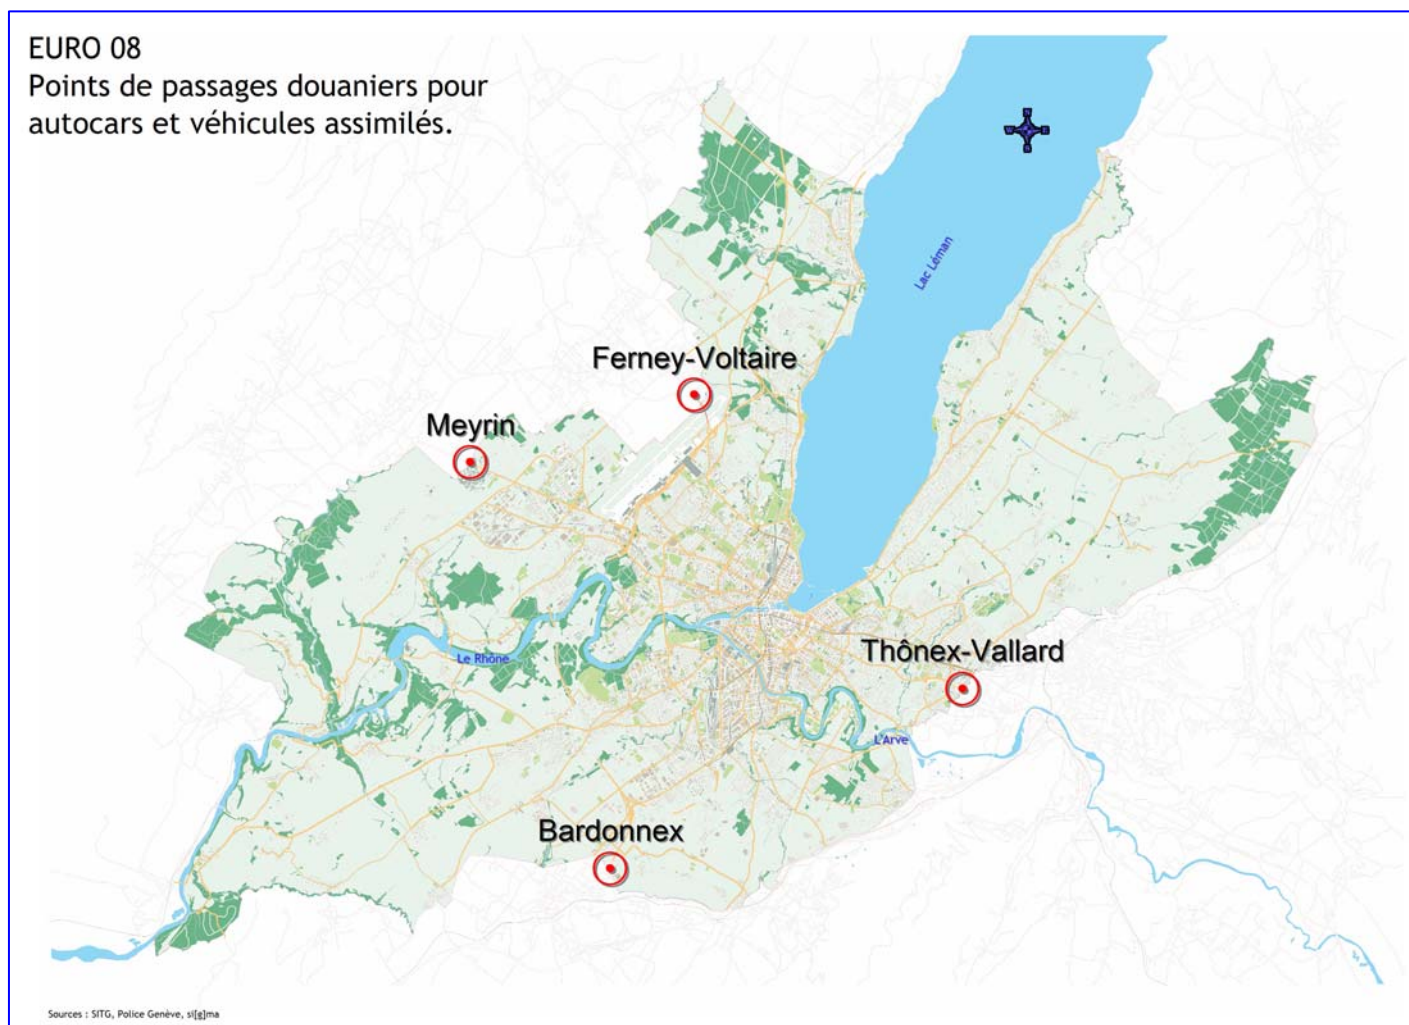 EURO 08
Points de passages douaniers pour
autocars et véhicules assimilés.
N
W E
S
Lac Léman
Ferney-Voltaire
Meyrin
Le Rhône
Thônex-Vallard
L'Arve
Bardonnex
Sources : SITG, Police Genève, si[g]ma